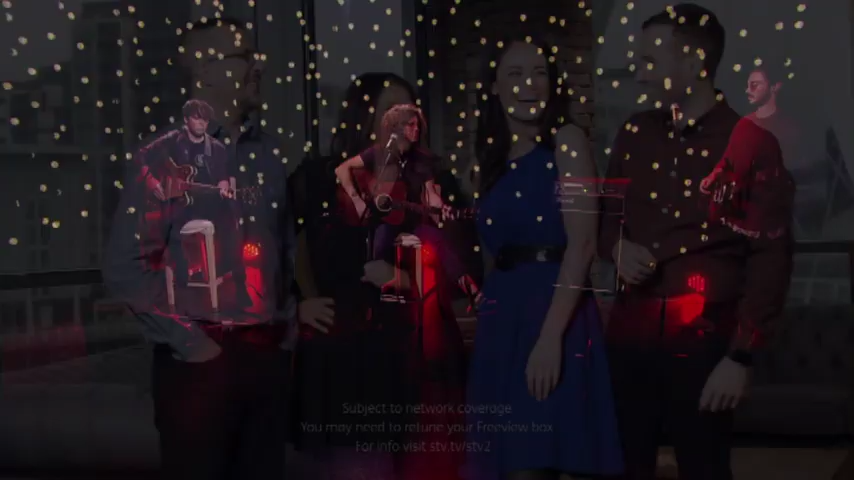 Subject to network coverage
You may need to retune your Freeview box
For info visit stv.tv/stv2